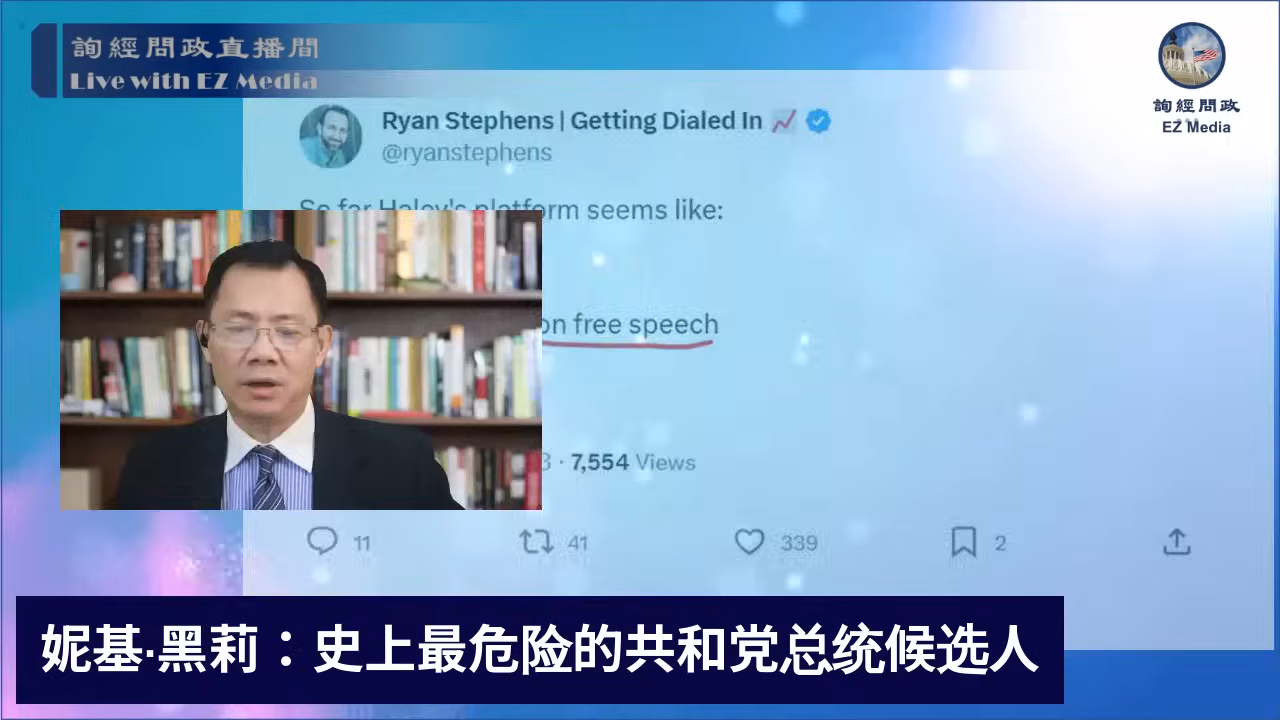 詢經問政直播間
Live with EZ Media
詢經問政
EZ Media
Ryan Stephens | Getting Dialed In
@ryanstephens
So far Haley's platform seems like:
on free speech
3 · 7,554 Views
11
41
339
2
妮基·黑莉：史上最危险的共和党总统候选人